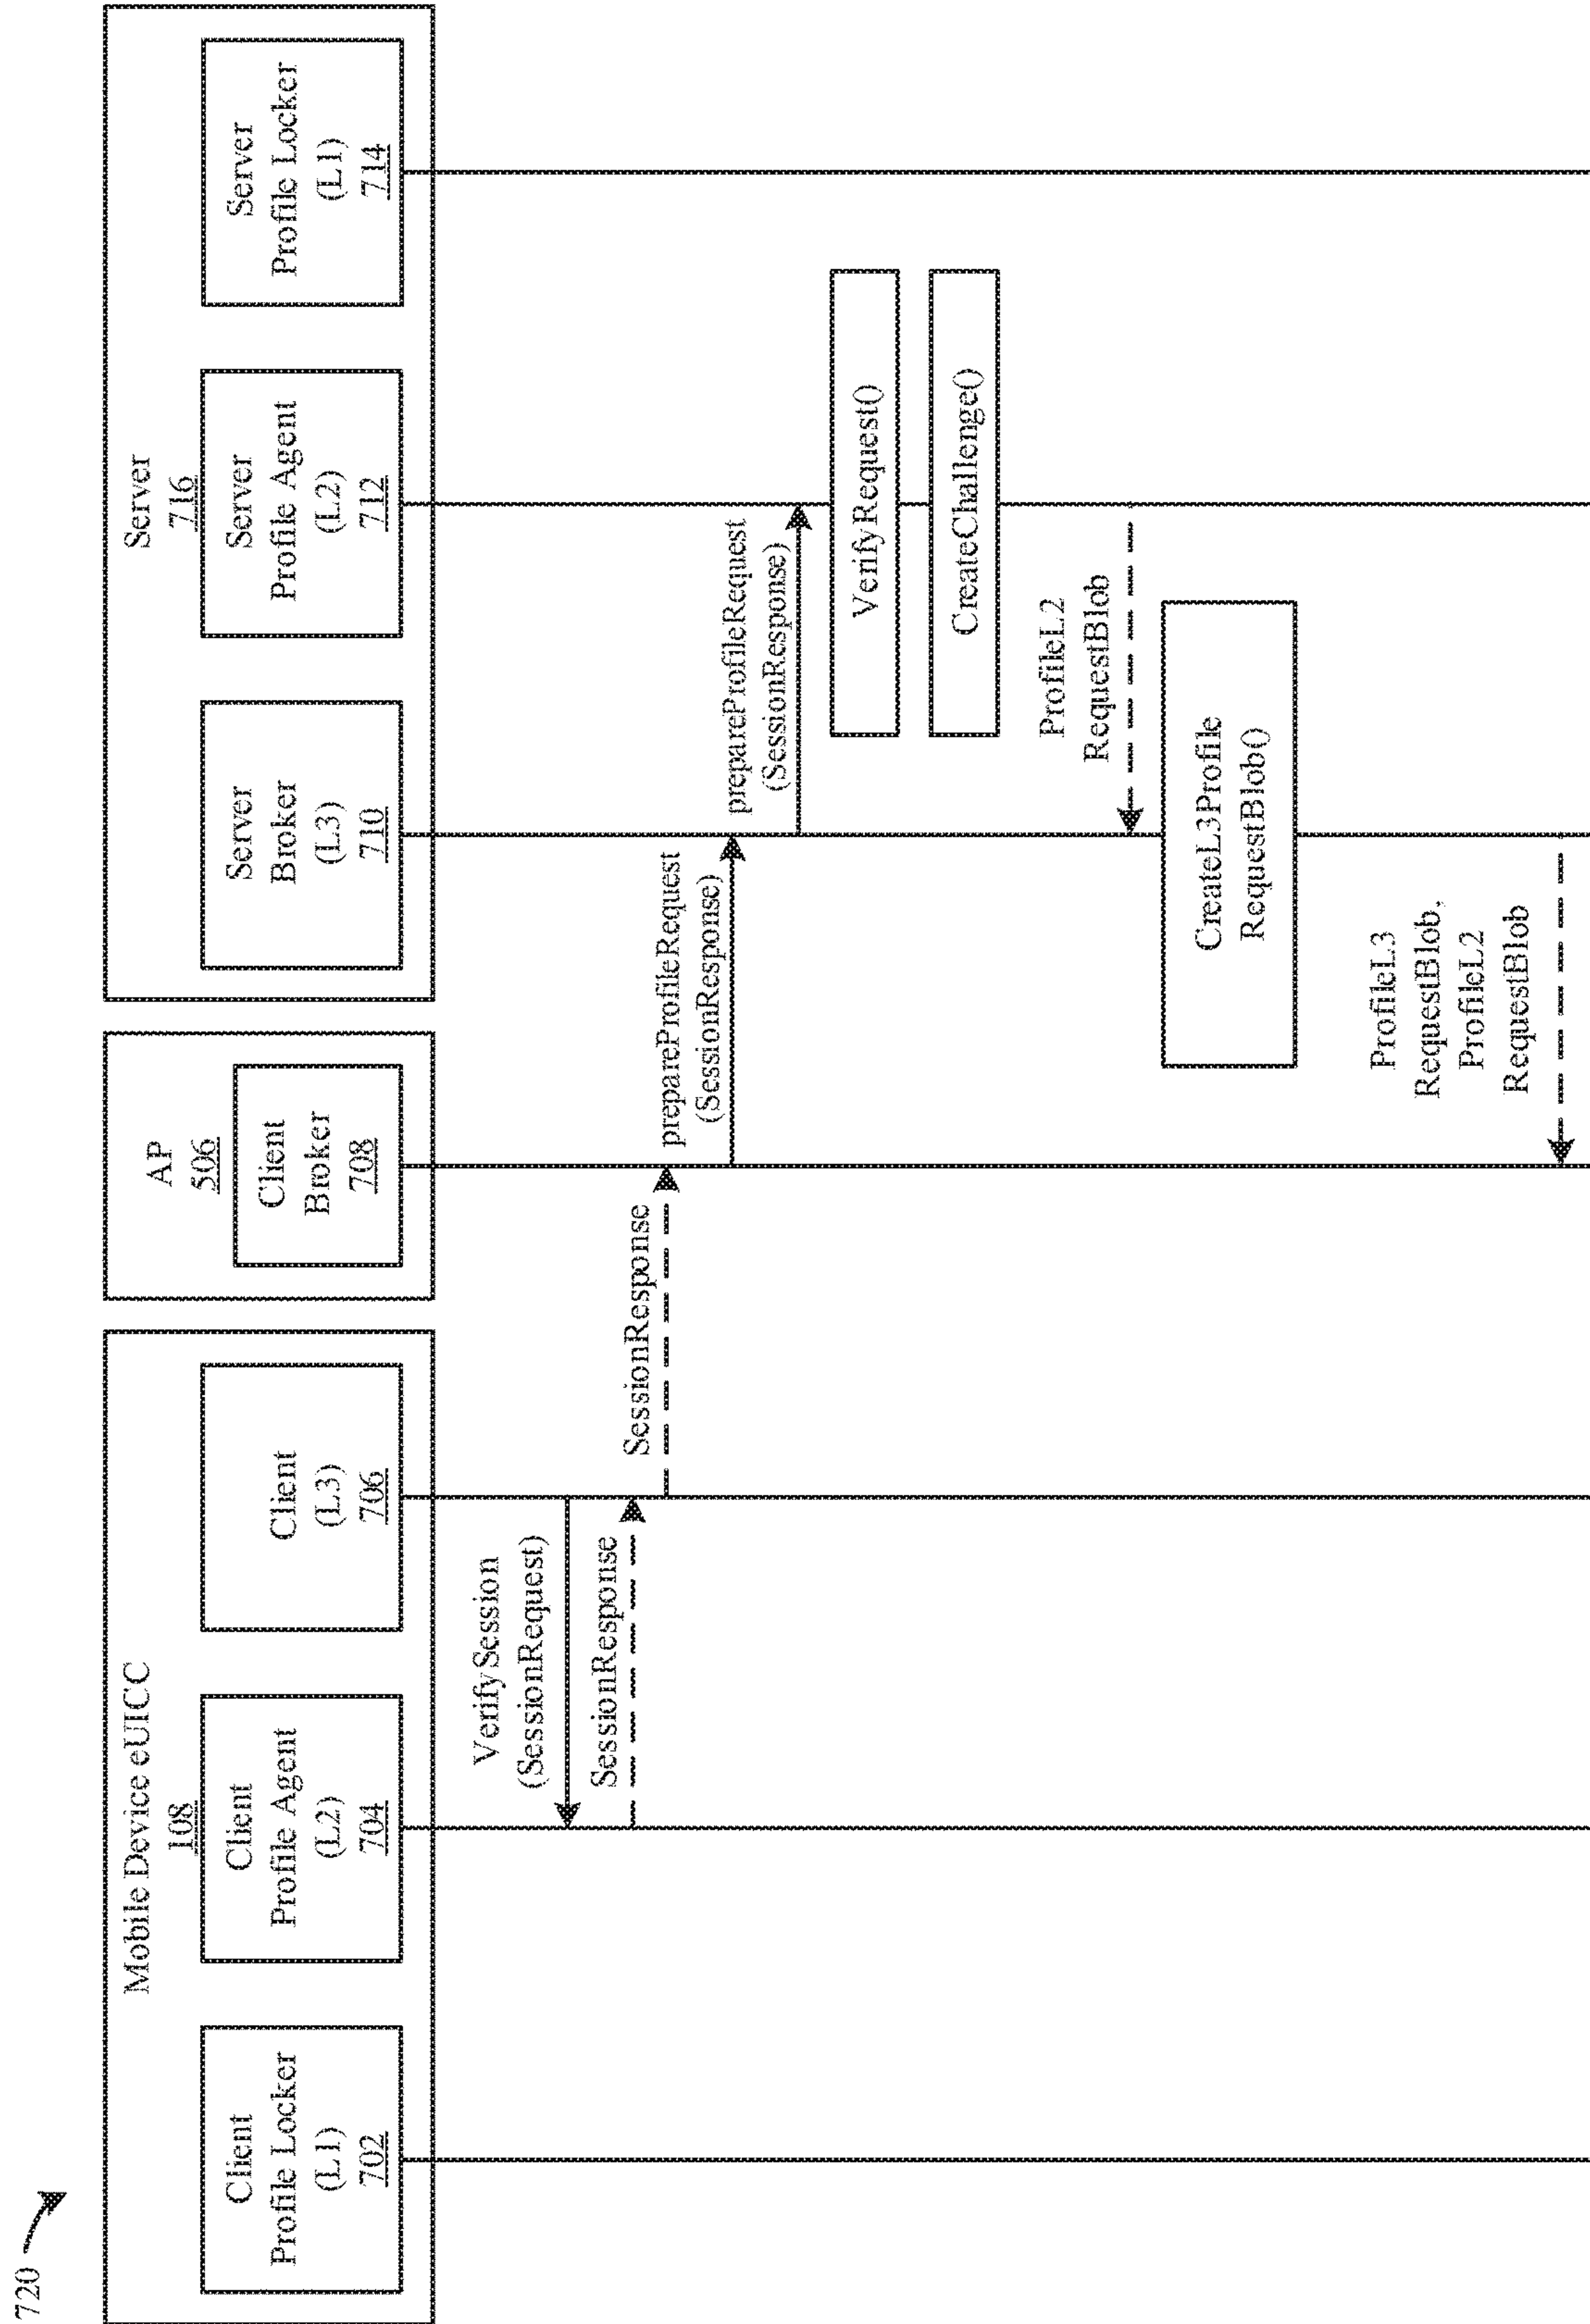 720
Mobile Device eUICC
108
Client
Profile Locker
(L1)
702
Client
Profile Agent
(L2)
704
Client
(L3)
706
AP
506
Client
Broker
708
Server
716
Server
Broker
(L3)
710
Server
Profile Agent
(L2)
712
Server
Profile Locker
(L1)
714
VerifySession
(SessionRequest)
SessionResponse
SessionResponse
prepareProfileRequest
(SessionResponse)
prepareProfileRequest
(SessionResponse)
VerifyRequest()
CreateChallenge()
ProfileL2
RequestBlob
CreateL3Profile
RequestBlob()
ProfileL3
RequestBlob,
ProfileL2
RequestBlob